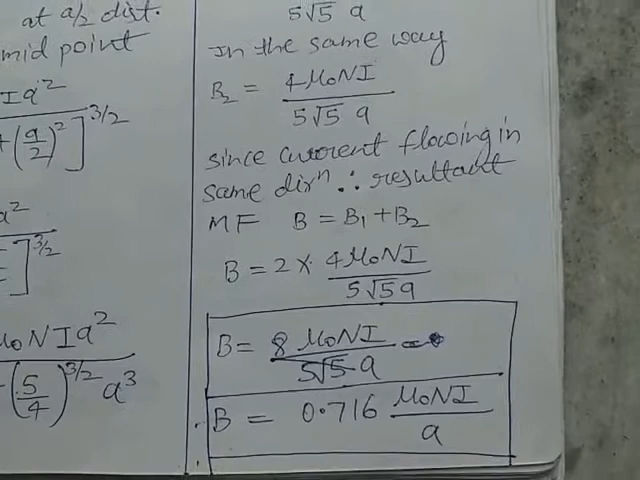 at a/2 dist.
mid point
Ia²
+(a/2)²]^3/2
a²
]^3/2
μ₀NIa²
(5/4)^3/2 a³
5√5 a
In the same way
B₂ = 4μ₀NI / 5√5 a
since current flowing in
same dirⁿ ∴ resultant
MF B = B₁ + B₂
B = 2 × 4μ₀NI / 5√5 a
B = 8 μ₀NI / 5√5 a
B = 0.716 μ₀NI / a